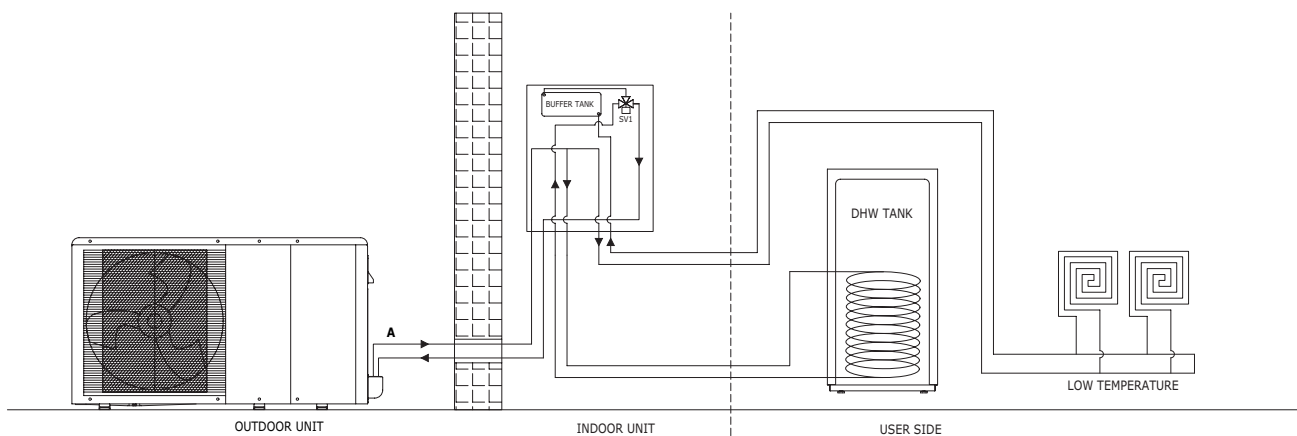 BUFFER TANK
SV1
DHW TANK
A
LOW TEMPERATURE
OUTDOOR UNIT
INDOOR UNIT
USER SIDE